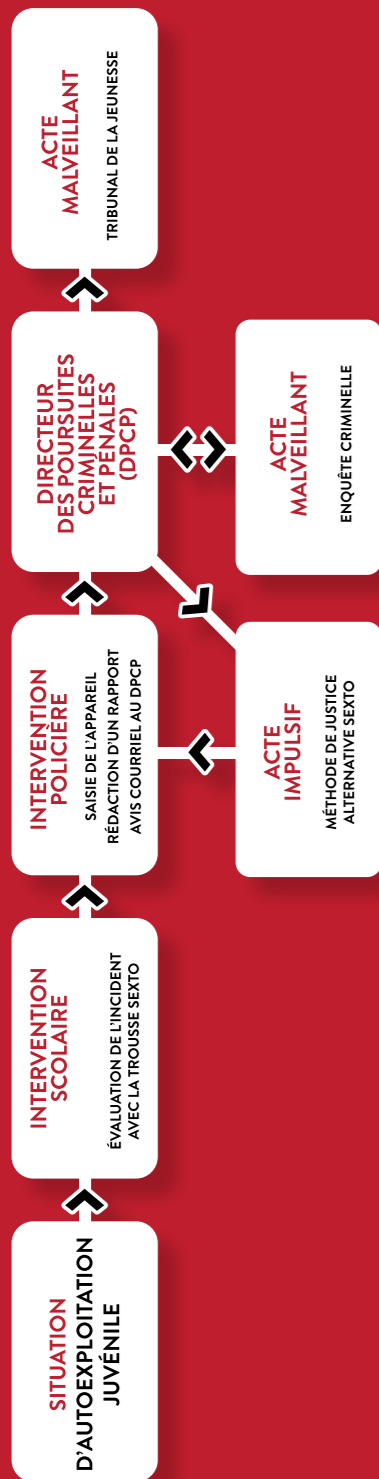 SITUATION
D'AUTOEXPLOITATION
JUVÉNILE
INTERVENTION
SCOLAIRE
ÉVALUATION DE L'INCIDENT
AVEC LA TROUSSE SEXTO
INTERVENTION
POLICIÈRE
SAISIE DE L'APPAREIL
RÉDACTION D'UN RAPPORT
AVIS COURRIEL AU DPCP
DIRECTEUR
DES POURSUITES
CRIMINELLES
ET PÉNALES
(DPCP)
ACTE
MALVEILLANT
TRIBUNAL DE LA JEUNESSE
ACTE
IMPULSIF
MÉTHODE DE JUSTICE
ALTERNATIVE SEXTO
ACTE
MALVEILLANT
ENQUÊTE CRIMINELLE